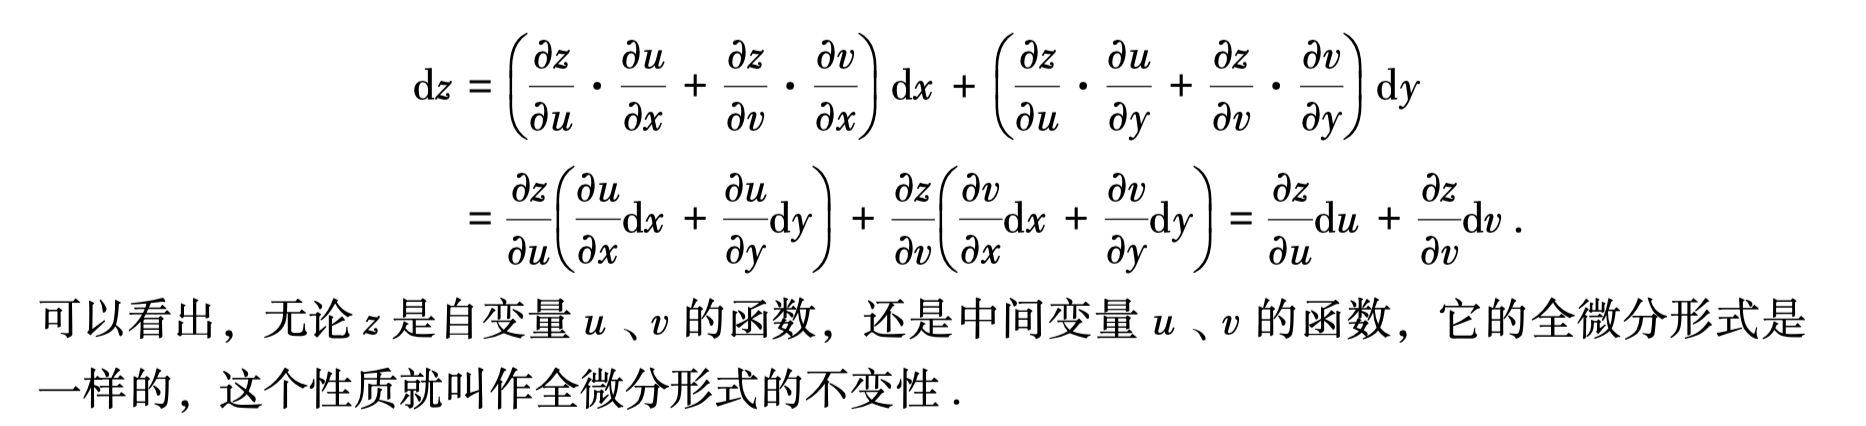 dz = (∂z/∂u · ∂u/∂x + ∂z/∂v · ∂v/∂x) dx + (∂z/∂u · ∂u/∂y + ∂z/∂v · ∂v/∂y) dy
= ∂z/∂u (∂u/∂x dx + ∂u/∂y dy) + ∂z/∂v (∂v/∂x dx + ∂v/∂y dy) = ∂z/∂u du + ∂z/∂v dv .
可以看出，无论 z 是自变量 u 、v 的函数，还是中间变量 u 、v 的函数，它的全微分形式是
一样的，这个性质就叫作全微分形式的不变性 .